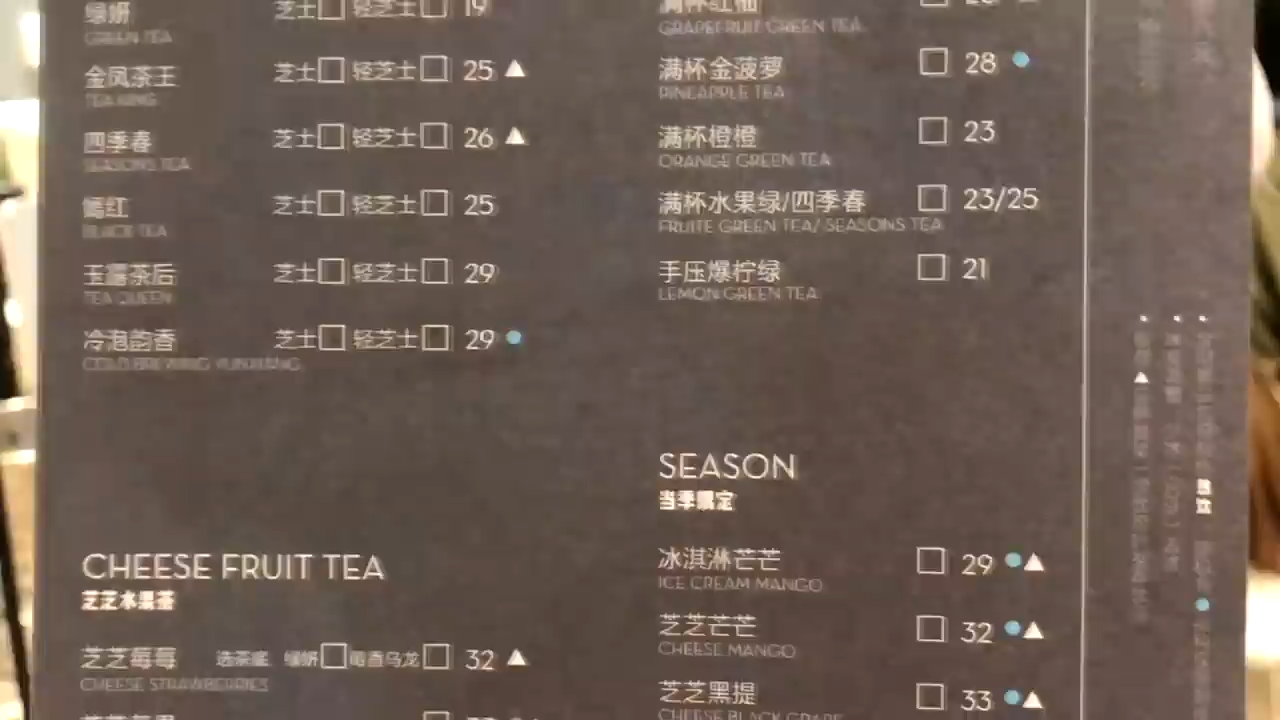 绿妍 芝士 轻芝士 19
GREEN TEA
金凤茶王 芝士 轻芝士 25
TEA KING
四季春 芝士 轻芝士 26
SEASONS TEA
嫣红 芝士 轻芝士 25
BLACK TEA
玉露茶后 芝士 轻芝士 29
TEA QUEEN
冷泡韵香 芝士 轻芝士 29
COLD BREWING YUNXIANG
CHEESE FRUIT TEA
芝芝水果茶
芝芝莓莓 选茶底 绿妍 乌龙 32
CHEESE STRAWBERRIES
满杯红柚
GRAPEFRUIT GREEN TEA
满杯金菠萝 28
PINEAPPLE TEA
满杯橙橙 23
ORANGE GREEN TEA
满杯水果绿/四季春 23/25
FRUITE GREEN TEA/ SEASONS TEA
手压爆柠绿 21
LEMON GREEN TEA
SEASON
当季限定
冰淇淋芒芒 29
ICE CREAM MANGO
芝芝芒芒 32
CHEESE MANGO
芝芝黑提 33
CHEESE BLACK GRAPE